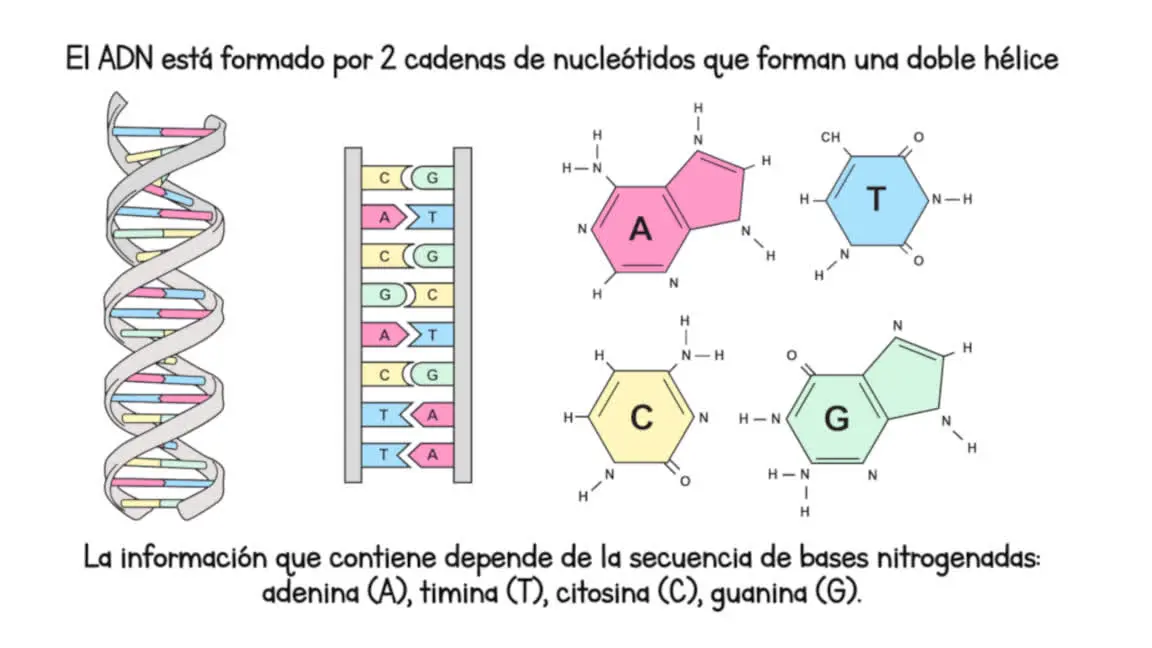 El ADN está formado por 2 cadenas de nucleótidos que forman una doble hélice
C G
A T
C G
G C
A T
C G
T A
T A
H
N
H
H–N
H
N
A
N
H
N
H
H
CH
O
H
T
N–H
N
H
O
H
N–H
H
H
C
N
N
H
O
N
O
H
H–N
G
N
H
H–N
H
N
La información que contiene depende de la secuencia de bases nitrogenadas:
adenina (A), timina (T), citosina (C), guanina (G).